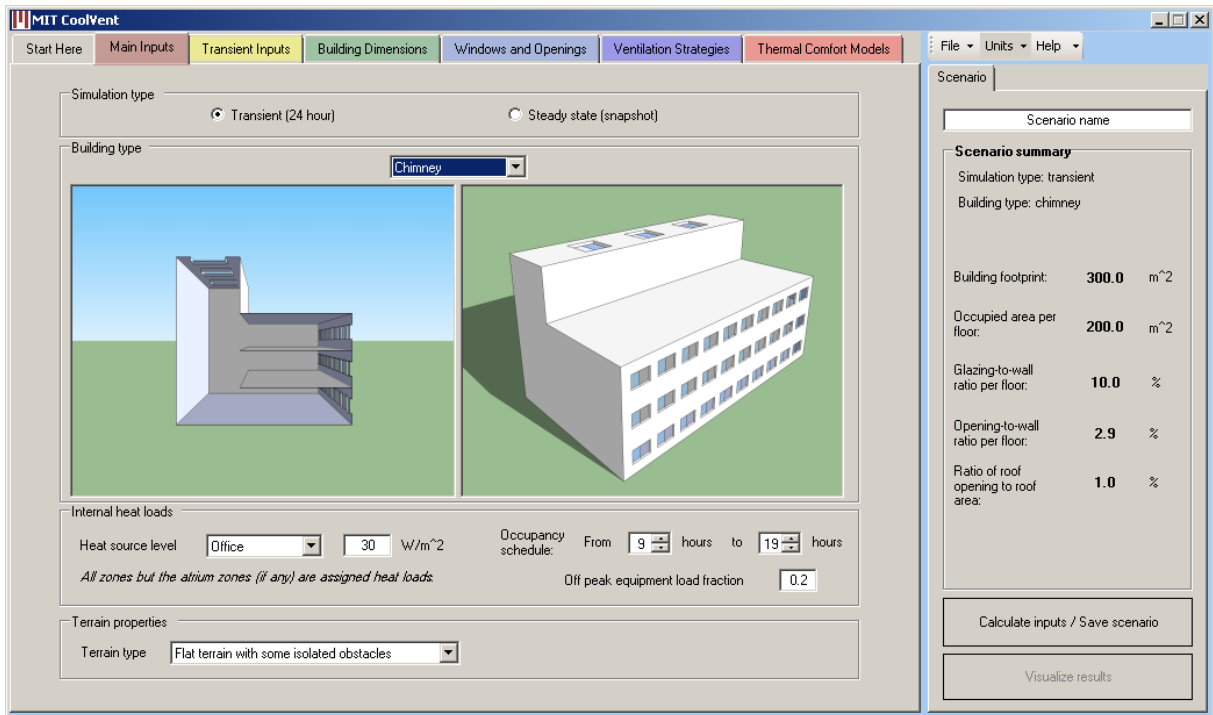 MIT CoolVent
Start Here
Main Inputs
Transient Inputs
Building Dimensions
Windows and Openings
Ventilation Strategies
Thermal Comfort Models
File
Units
Help
Simulation type
Transient (24 hour)
Steady state (snapshot)
Building type
Chimney
Internal heat loads
Heat source level
Office
30
W/m^2
Occupancy
schedule:
From
9
hours
to
19
hours
All zones but the atrium zones (if any) are assigned heat loads.
Off peak equipment load fraction
0.2
Terrain properties
Terrain type
Flat terrain with some isolated obstacles
Scenario
Scenario name
Scenario summary
Simulation type: transient
Building type: chimney
Building footprint:
300.0
m^2
Occupied area per
floor:
200.0
m^2
Glazing-to-wall
ratio per floor:
10.0
%
Opening-to-wall
ratio per floor:
2.9
%
Ratio of roof
opening to roof
area:
1.0
%
Calculate inputs / Save scenario
Visualize results